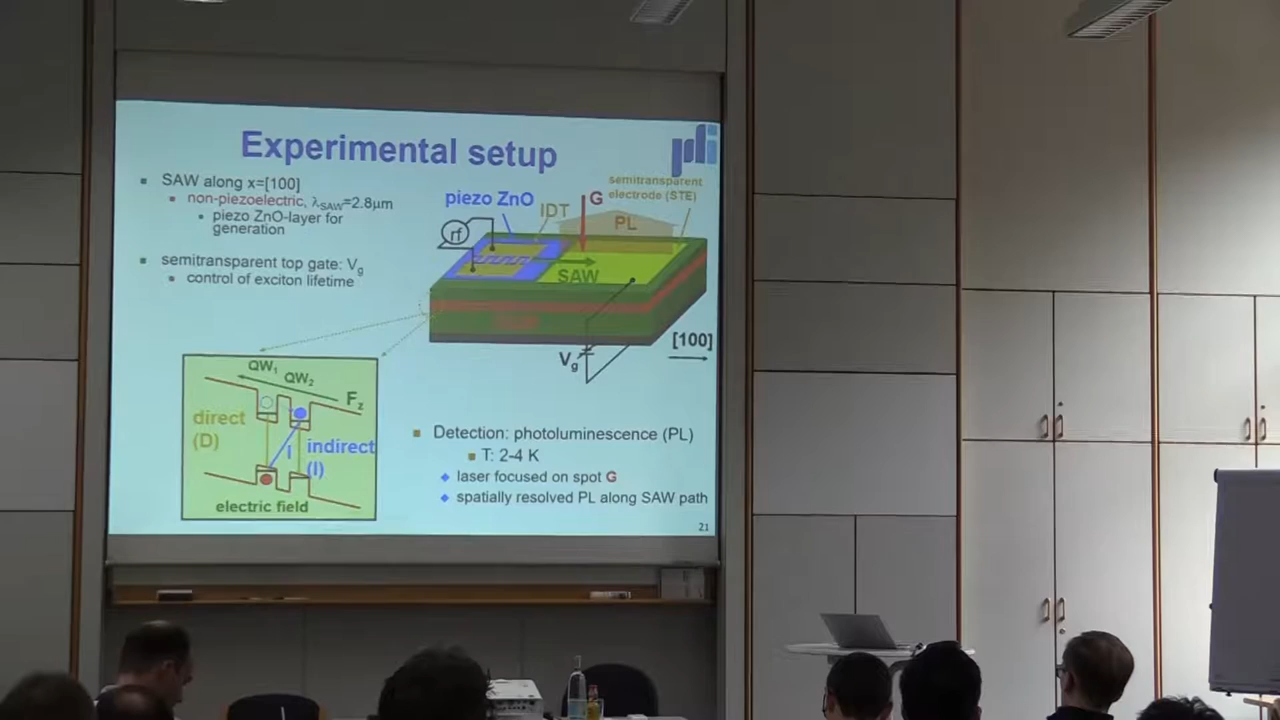 Experimental setup
pdi
SAW along x=[100]
non-piezoelectric, λSAW=2.8μm
piezo ZnO-layer for
generation
semitransparent top gate: Vg
control of exciton lifetime
piezo ZnO
IDT
G
semitransparent
electrode (STE)
PL
rf
SAW
Vg
[100]
QW1
QW2
Fz
direct
(D)
I
indirect
(I)
electric field
Detection: photoluminescence (PL)
T: 2-4 K
laser focused on spot G
spatially resolved PL along SAW path
21